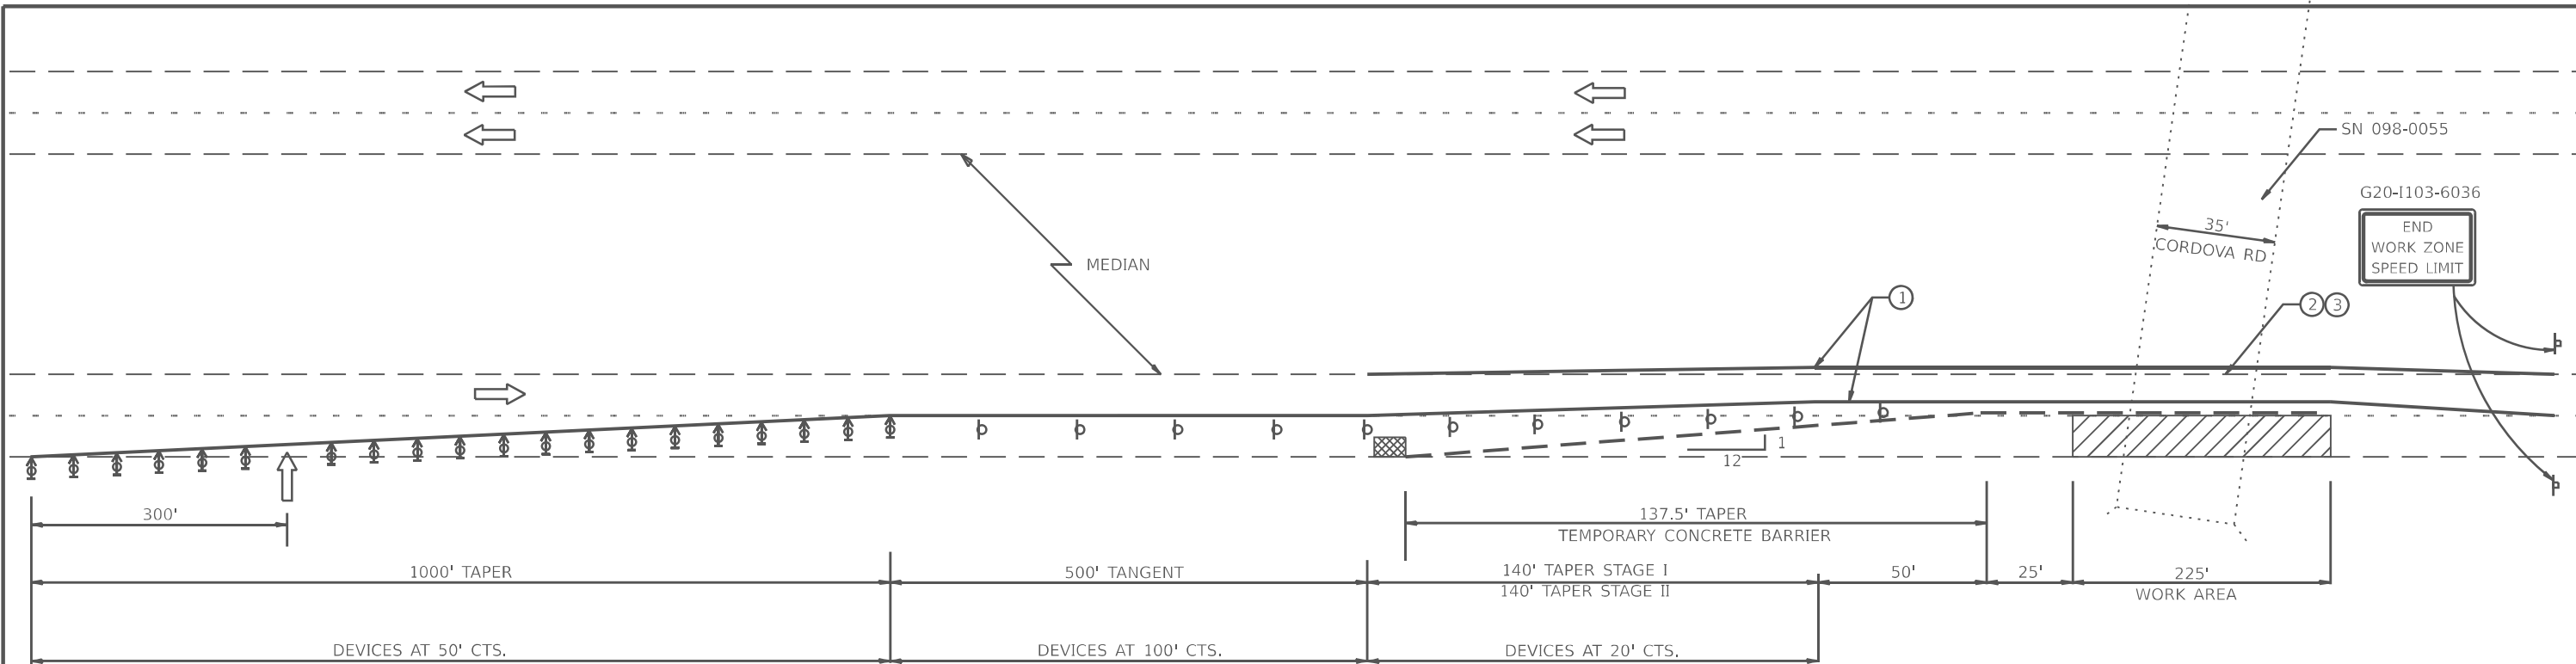 SN 098-0055
G20-I103-6036
END
WORK ZONE
SPEED LIMIT
35'
CORDOVA RD
MEDIAN
1
2 3
1
12
300'
137.5' TAPER
TEMPORARY CONCRETE BARRIER
1000' TAPER
500' TANGENT
140' TAPER STAGE I
140' TAPER STAGE II
50'
25'
225'
WORK AREA
DEVICES AT 50' CTS.
DEVICES AT 100' CTS.
DEVICES AT 20' CTS.